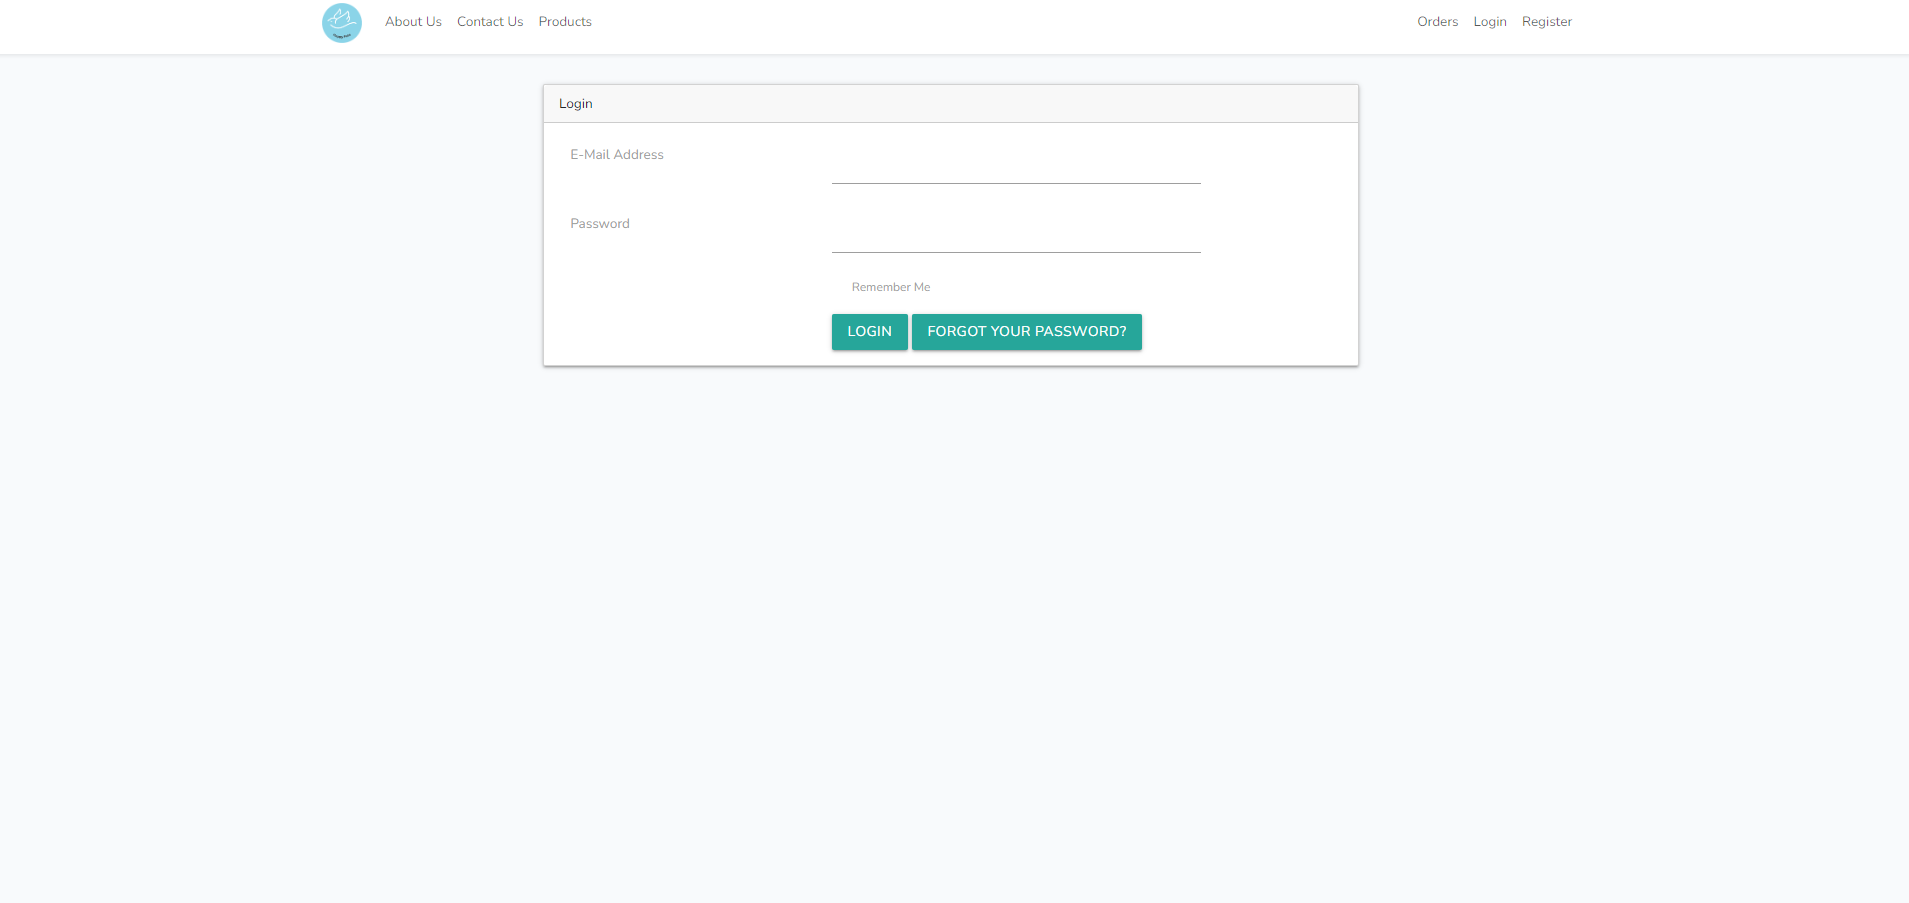 About Us Contact Us Products Orders Login Register
Login
E-Mail Address
Password
Remember Me
LOGIN FORGOT YOUR PASSWORD?